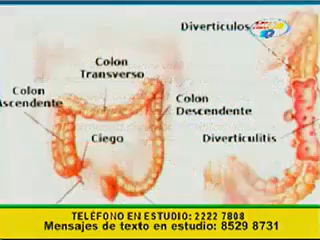 Divertículos
Colon
Transverso
Colon
Ascendente
Colon
Descendente
Ciego
Diverticulitis
TELÉFONO EN ESTUDIO: 2222 7808
Mensajes de texto en estudio: 8529 8731